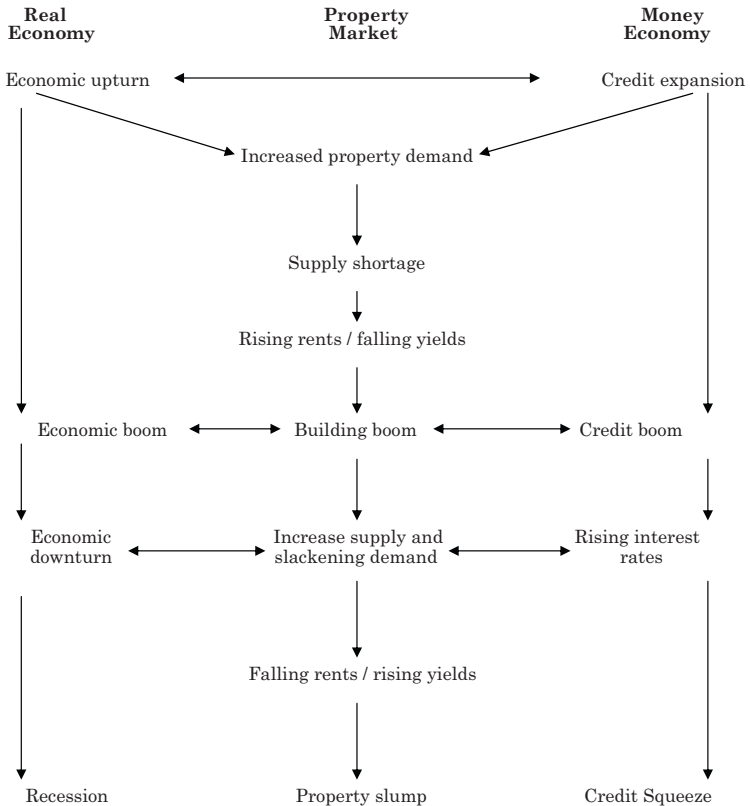 Real Economy
Property Market
Money Economy
Economic upturn
Credit expansion
Increased property demand
Supply shortage
Rising rents / falling yields
Economic boom
Building boom
Credit boom
Economic
downturn
Increase supply and
slackening demand
Rising interest
rates
Falling rents / rising yields
Recession
Property slump
Credit Squeeze